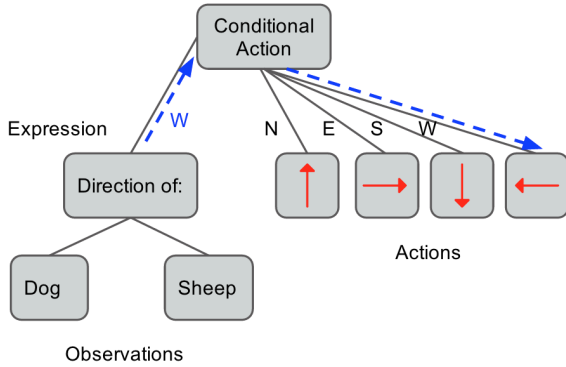 Conditional
Action
Expression
W
N E S W
Direction of:
Dog
Sheep
Actions
Observations